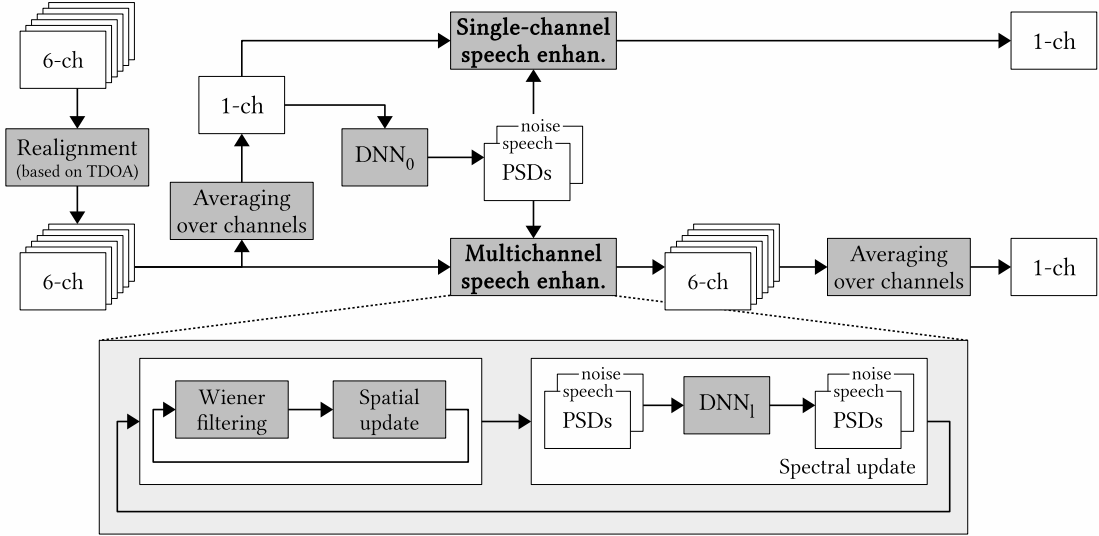 6-ch
Realignment
(based on TDOA)
6-ch
1-ch
Averaging
over channels
DNN0
Single-channel
speech enhan.
noise
speech
PSDs
Multichannel
speech enhan.
1-ch
6-ch
Averaging
over channels
1-ch
Wiener
filtering
Spatial
update
noise
speech
PSDs
DNNl
noise
speech
PSDs
Spectral update